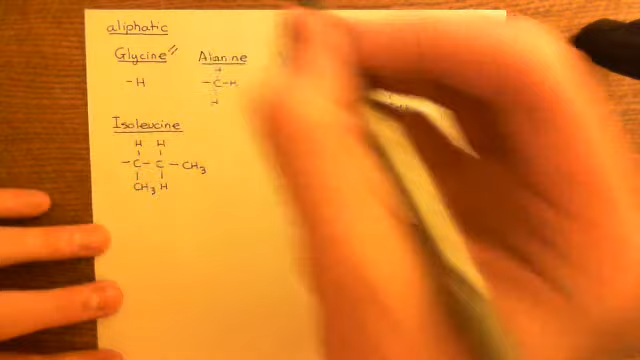 aliphatic
Glycine Alanine
-H
H
-C-H
H
Isoleucine
H H
-C-C-CH3
CH3 H